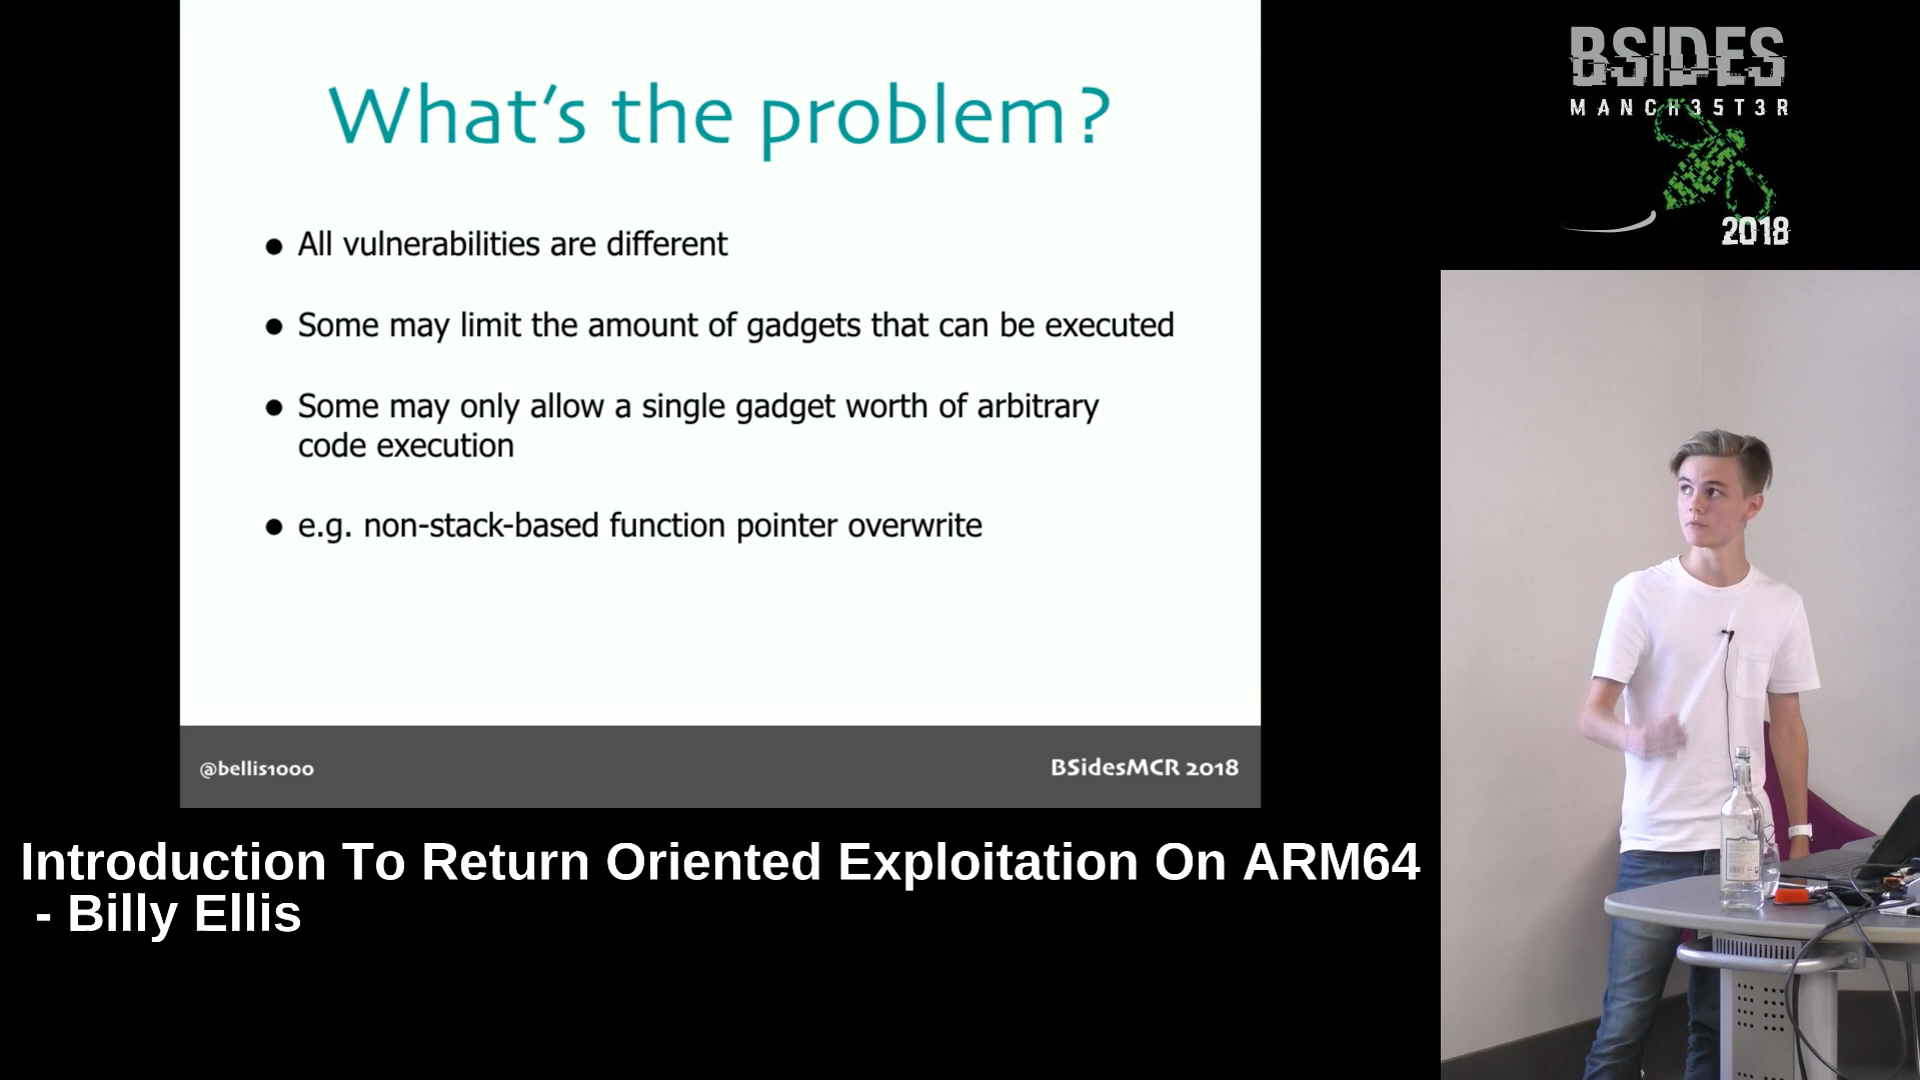 What's the problem?
● All vulnerabilities are different
● Some may limit the amount of gadgets that can be executed
● Some may only allow a single gadget worth of arbitrary
code execution
● e.g. non-stack-based function pointer overwrite
@bellis1000
BSidesMCR 2018
BSIDES
MANCH35T3R
2018
Introduction To Return Oriented Exploitation On ARM64
- Billy Ellis